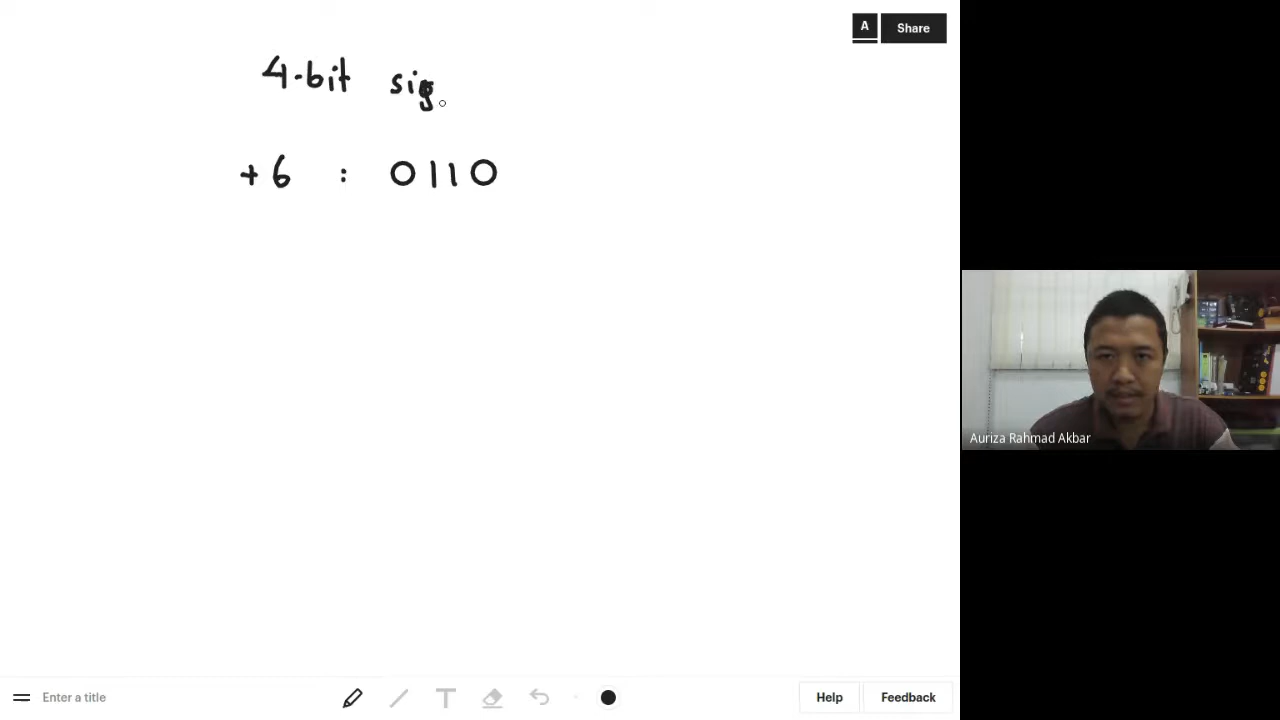 A Share
4-bit sig
+6 : 0110
Auriza Rahmad Akbar
Enter a title T Help Feedback